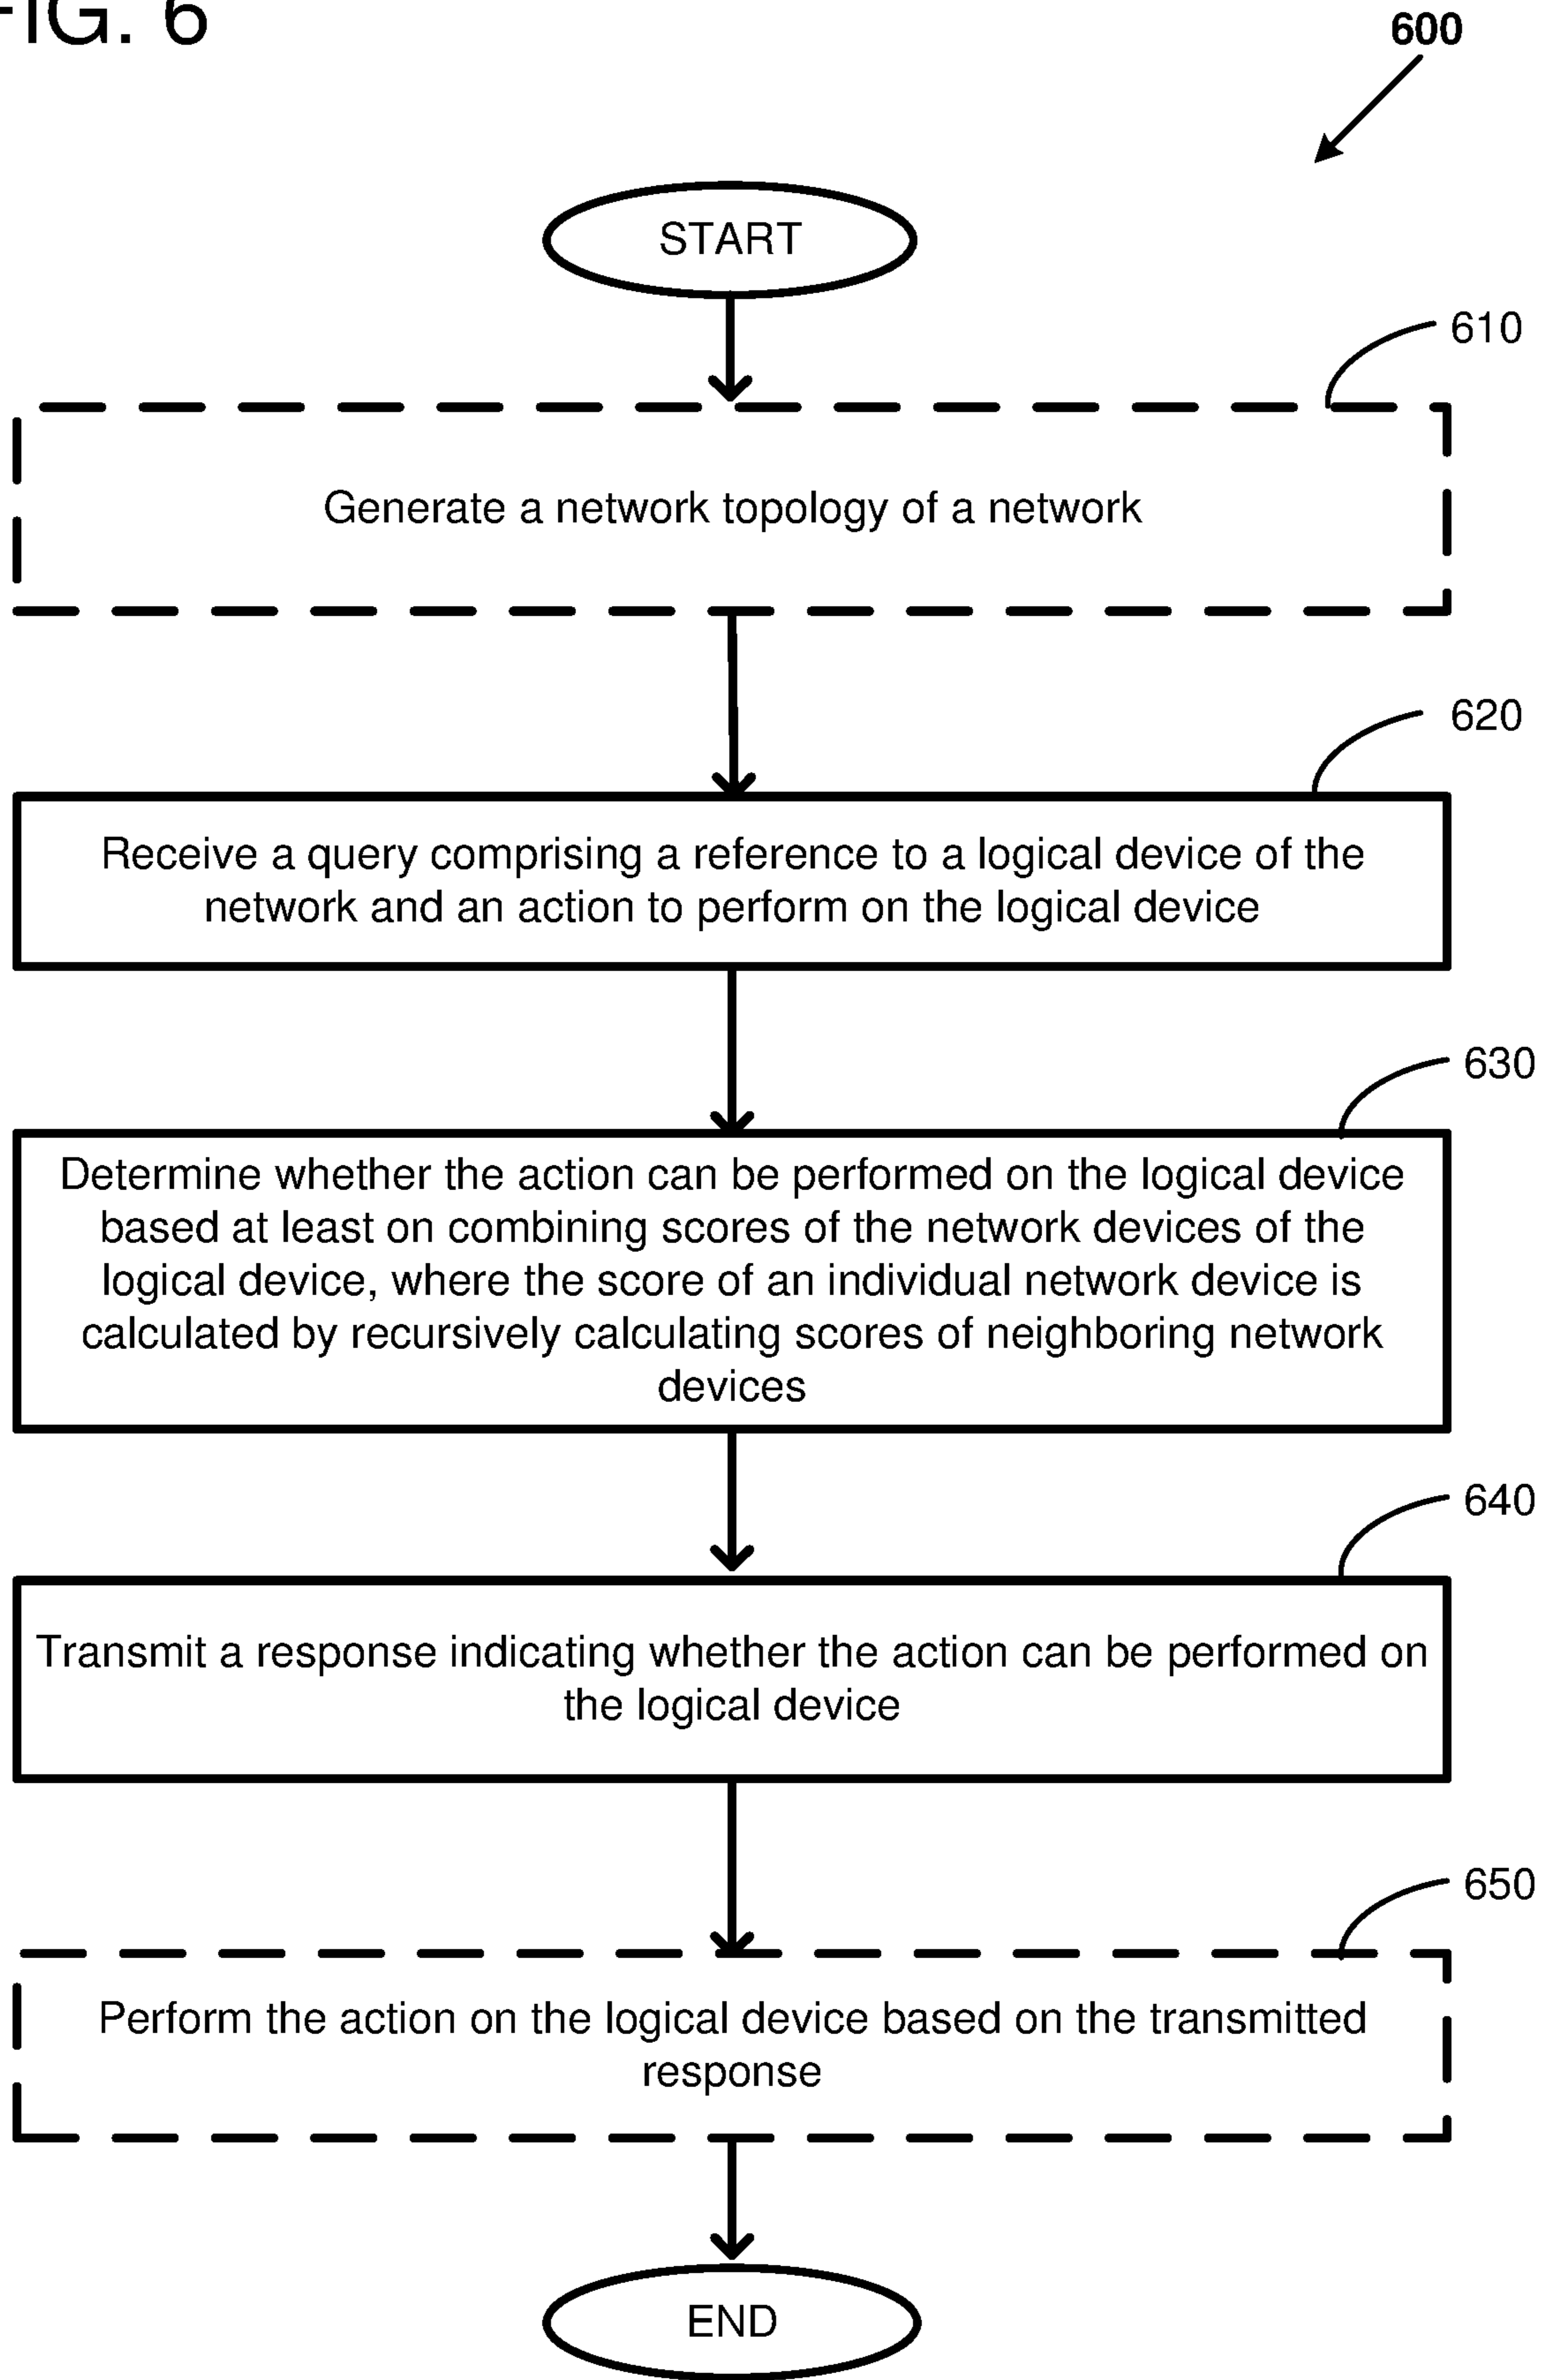 FIG. 6
600
START
610
Generate a network topology of a network
620
Receive a query comprising a reference to a logical device of the
network and an action to perform on the logical device
630
Determine whether the action can be performed on the logical device
based at least on combining scores of the network devices of the
logical device, where the score of an individual network device is
calculated by recursively calculating scores of neighboring network
devices
640
Transmit a response indicating whether the action can be performed on
the logical device
650
Perform the action on the logical device based on the transmitted
response
END